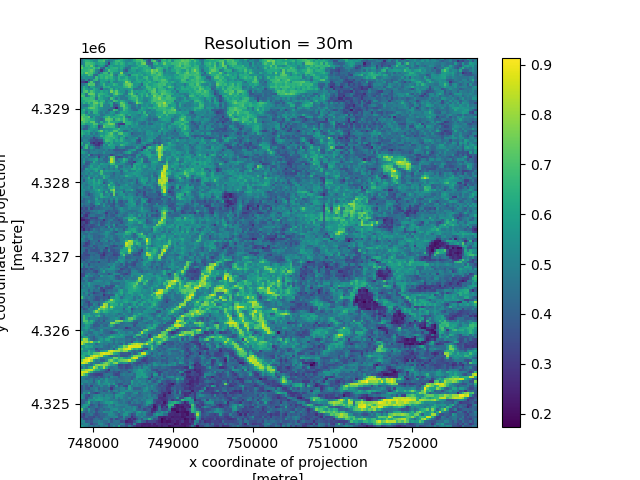 Resolution = 30m
1e6
4.329
4.328
4.327
4.326
4.325
y coordinate of projection
[metre]
748000 749000 750000 751000 752000
x coordinate of projection
[metre]
0.9
0.8
0.7
0.6
0.5
0.4
0.3
0.2